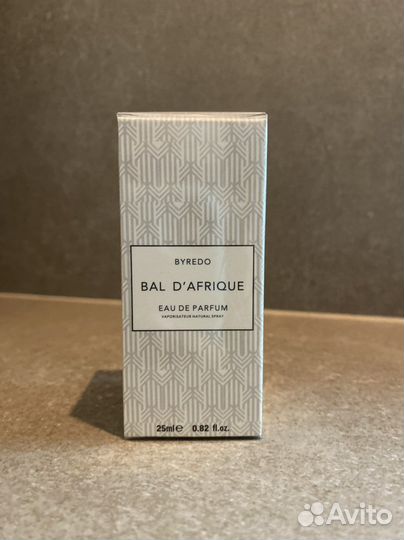 BYREDO
BAL D'AFRIQUE
EAU DE PARFUM
VAPORISATEUR NATURAL SPRAY
25ml℮ 0.82 fl.oz.
Avito